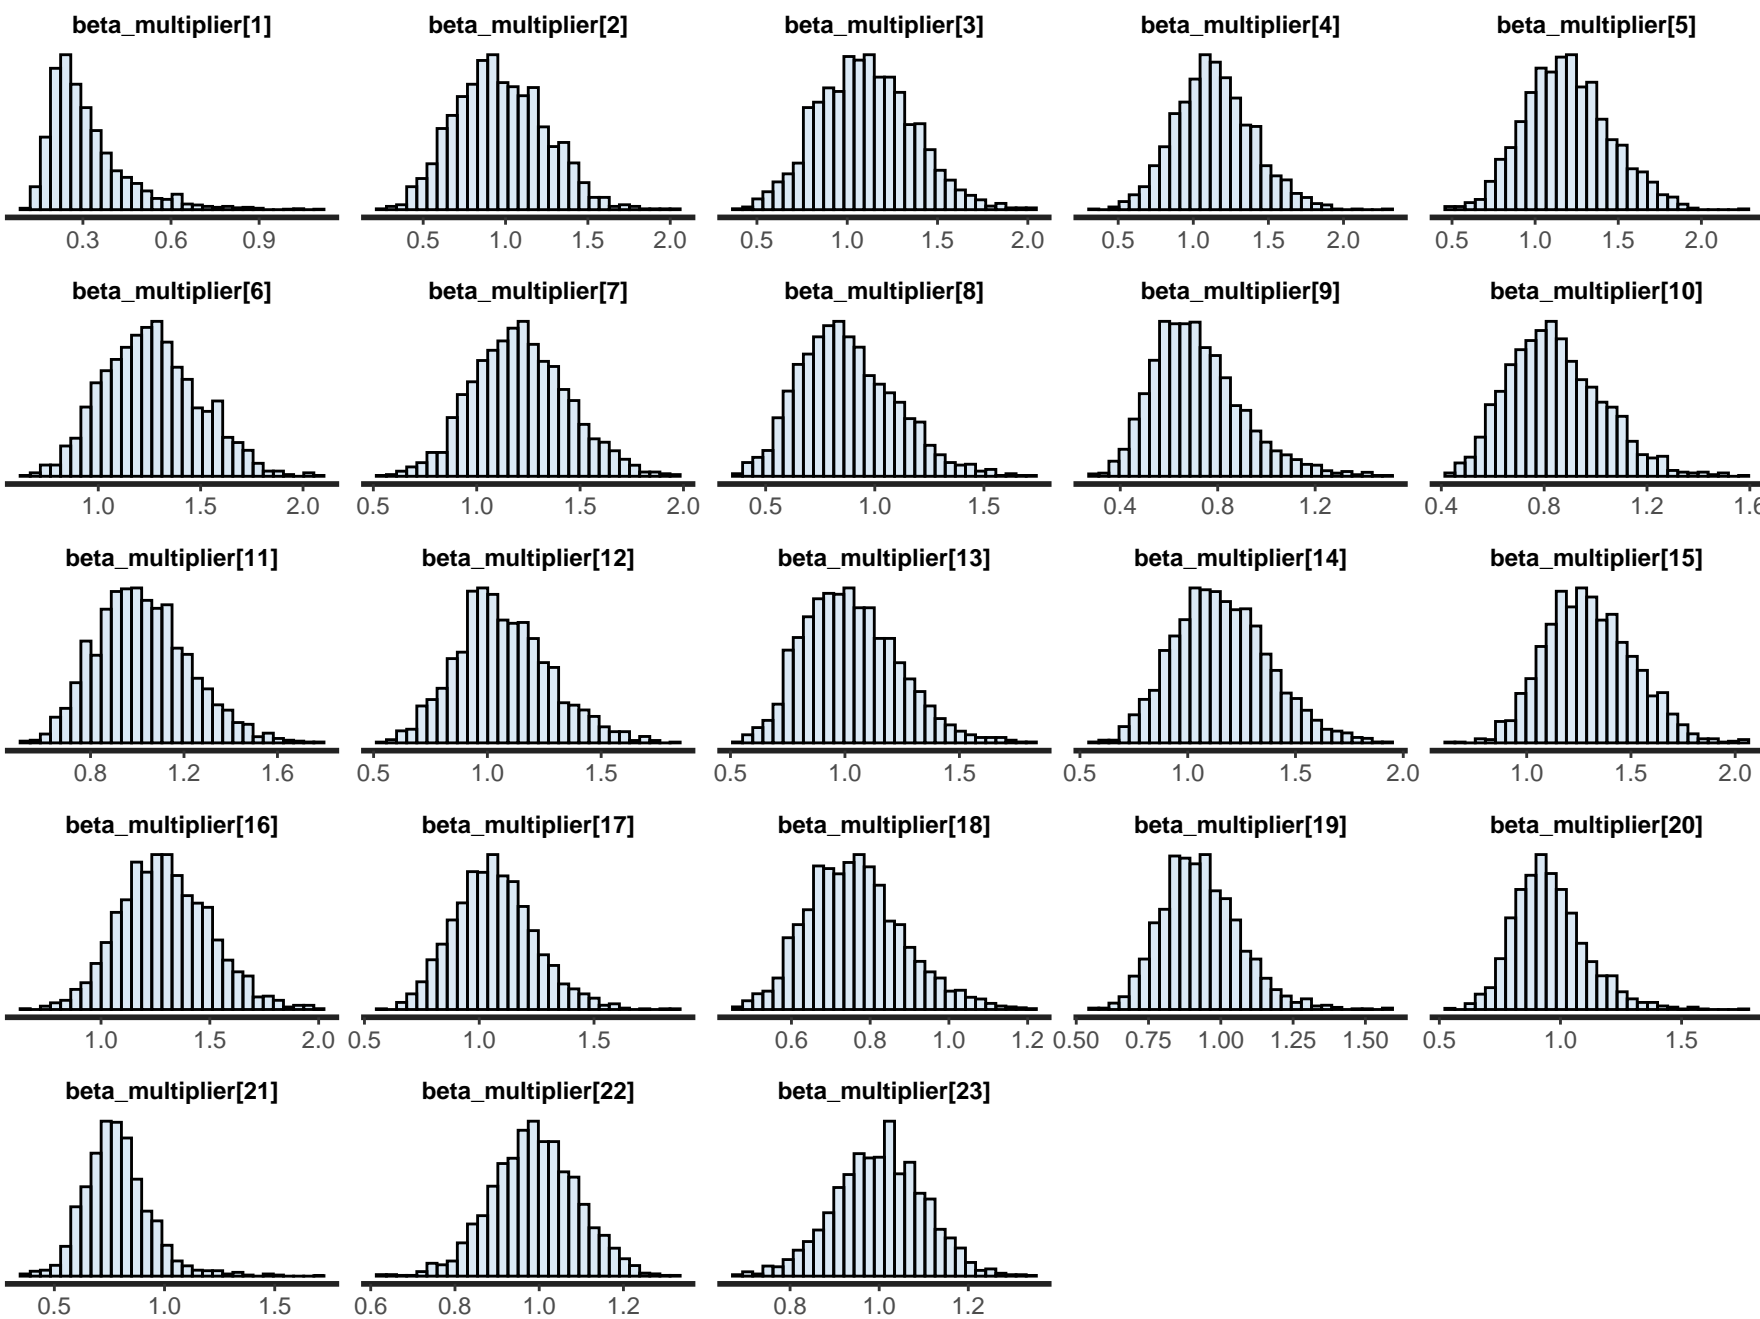 beta_multiplier[1] beta_multiplier[2] beta_multiplier[3] beta_multiplier[4] beta_multiplier[5]
0.3 0.6 0.9 0.5 1.0 1.5 2.0 0.5 1.0 1.5 2.0 0.5 1.0 1.5 2.0 0.5 1.0 1.5 2.0
beta_multiplier[6] beta_multiplier[7] beta_multiplier[8] beta_multiplier[9] beta_multiplier[10]
1.0 1.5 2.0 0.5 1.0 1.5 2.0 0.5 1.0 1.5 0.4 0.8 1.2 0.4 0.8 1.2 1.6
beta_multiplier[11] beta_multiplier[12] beta_multiplier[13] beta_multiplier[14] beta_multiplier[15]
0.8 1.2 1.6 0.5 1.0 1.5 0.5 1.0 1.5 0.5 1.0 1.5 2.0 1.0 1.5 2.0
beta_multiplier[16] beta_multiplier[17] beta_multiplier[18] beta_multiplier[19] beta_multiplier[20]
1.0 1.5 2.0 0.5 1.0 1.5 0.6 0.8 1.0 1.2 0.50 0.75 1.00 1.25 1.50 0.5 1.0 1.5
beta_multiplier[21] beta_multiplier[22] beta_multiplier[23]
0.5 1.0 1.5 0.6 0.8 1.0 1.2 0.8 1.0 1.2